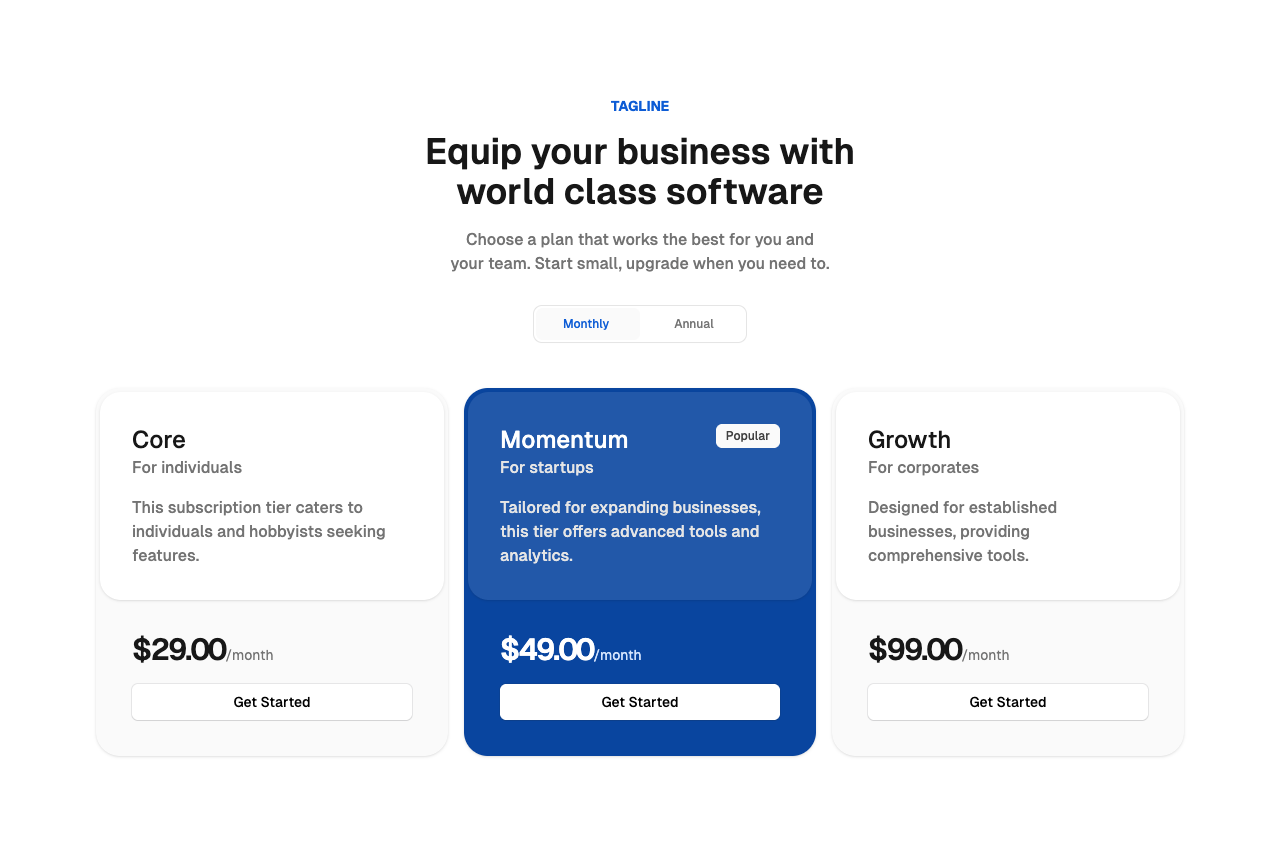 TAGLINE
Equip your business with
world class software
Choose a plan that works the best for you and
your team. Start small, upgrade when you need to.
Monthly
Annual
Core
For individuals
This subscription tier caters to
individuals and hobbyists seeking
features.
$29.00/month
Get Started
Momentum
Popular
For startups
Tailored for expanding businesses,
this tier offers advanced tools and
analytics.
$49.00/month
Get Started
Growth
For corporates
Designed for established
businesses, providing
comprehensive tools.
$99.00/month
Get Started